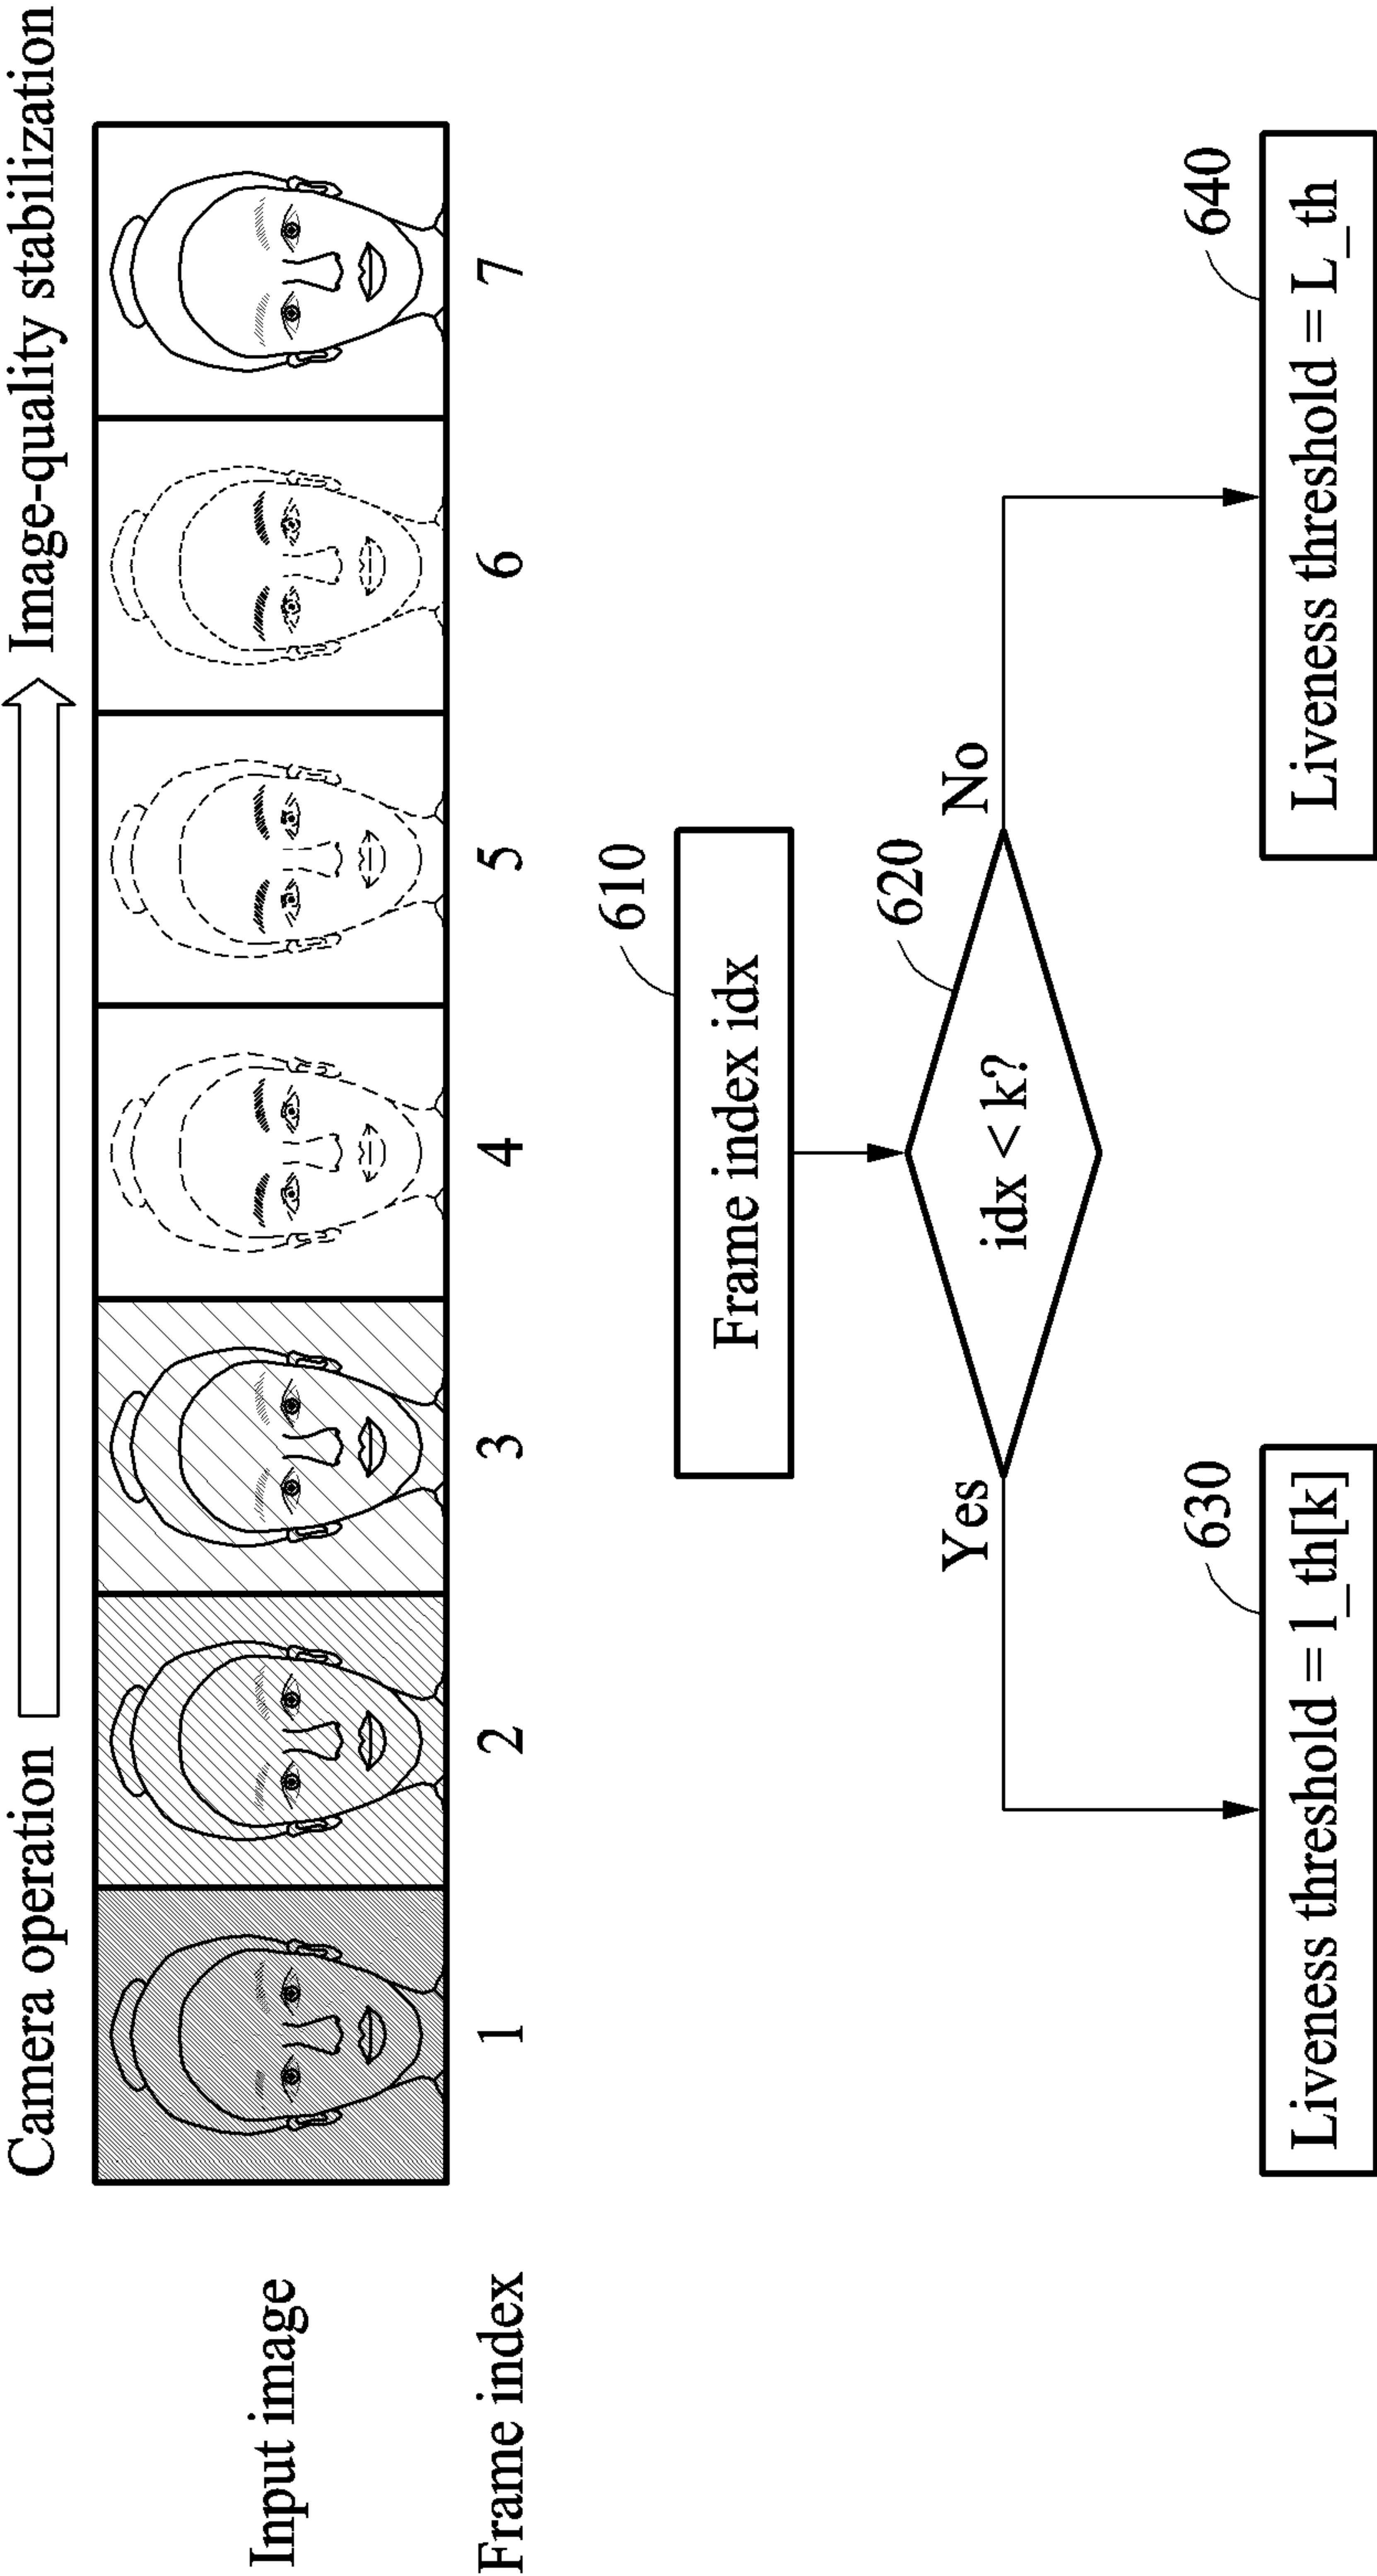 Camera operation Image-quality stabilization
Input image
Frame index 1 2 3 4 5 6 7
610
Frame index idx
620
idx < k?
Yes No
630 640
Liveness threshold = l_th[k] Liveness threshold = L_th